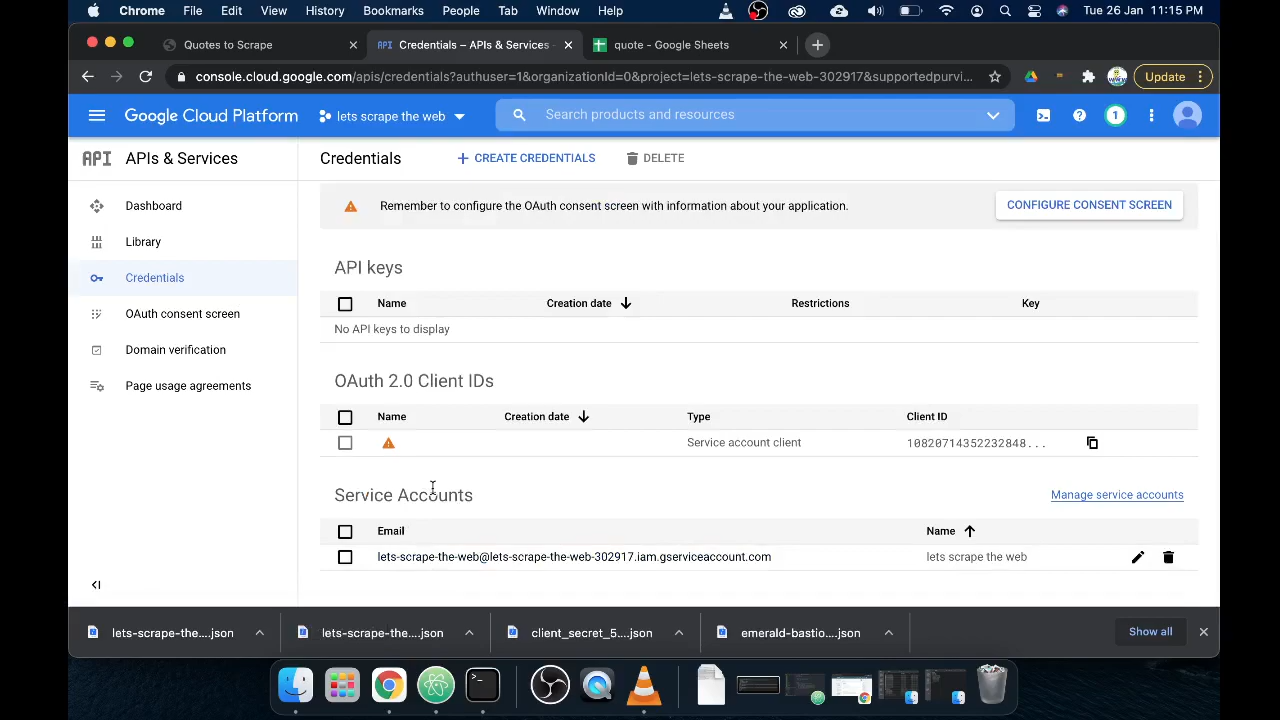 Chrome File Edit View History Bookmarks People Tab Window Help Tue 26 Jan 11:15 PM
Quotes to Scrape API Credentials – APIs & Services - quote - Google Sheets
console.cloud.google.com/apis/credentials?authuser=1&organizationId=0&project=lets-scrape-the-web-302917&supportedpurvi... Update
Google Cloud Platform lets scrape the web Search products and resources 1
API APIs & Services Credentials CREATE CREDENTIALS DELETE
Dashboard
Library
Credentials
OAuth consent screen
Domain verification
Page usage agreements
Remember to configure the OAuth consent screen with information about your application. CONFIGURE CONSENT SCREEN
API keys
Name Creation date Restrictions Key
No API keys to display
OAuth 2.0 Client IDs
Name Creation date Type Client ID
Service account client 10820714352232848...
Service Accounts Manage service accounts
Email Name
lets-scrape-the-web@lets-scrape-the-web-302917.iam.gserviceaccount.com lets scrape the web
lets-scrape-the....json lets-scrape-the....json client_secret_5....json emerald-bastio....json Show all